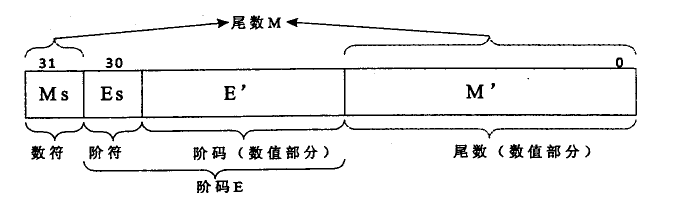 尾数M
31 30 0
Ms Es E’ M’
数符 阶符 阶码（数值部分） 尾数（数值部分）
阶码E